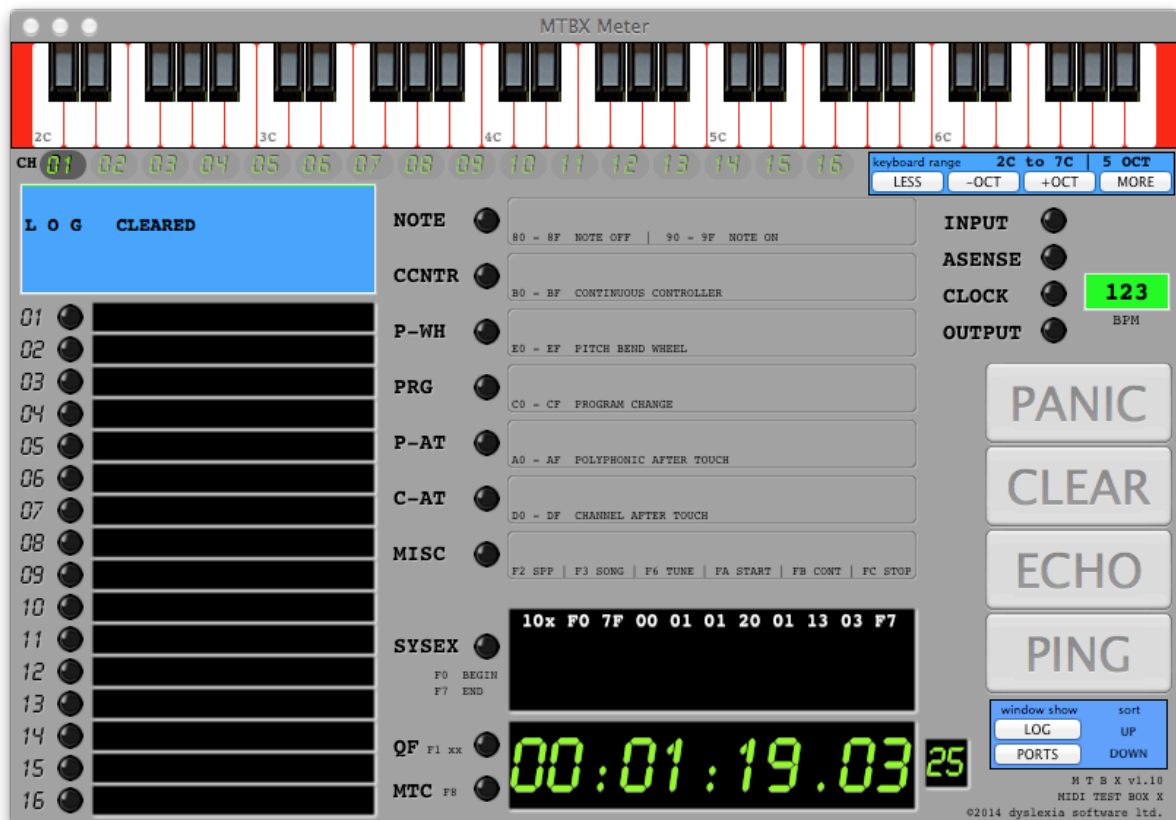 MTBX Meter
2C 3C 4C 5C 6C
CH 01 02 03 04 05 06 07 08 09 10 11 12 13 14 15 16
keyboard range 2C to 7C | 5 OCT
LESS -OCT +OCT MORE
L O G CLEARED
01
02
03
04
05
06
07
08
09
10
11
12
13
14
15
16
NOTE
80 - 8F NOTE OFF | 90 - 9F NOTE ON
CCNTR
B0 - BF CONTINUOUS CONTROLLER
P-WH
E0 - EF PITCH BEND WHEEL
PRG
C0 - CF PROGRAM CHANGE
P-AT
A0 - AF POLYPHONIC AFTER TOUCH
C-AT
D0 - DF CHANNEL AFTER TOUCH
MISC
F2 SPP | F3 SONG | F6 TUNE | FA START | FB CONT | FC STOP
10x F0 7F 00 01 01 20 01 13 03 F7
SYSEX
F0 BEGIN
F7 END
QF F1 xx
MTC F8
00:01:19.03 25
INPUT
ASENSE
CLOCK
OUTPUT
123
BPM
PANIC
CLEAR
ECHO
PING
window show sort
LOG UP
PORTS DOWN
M T B X v1.10
MIDI TEST BOX X
©2014 dyslexia software ltd.